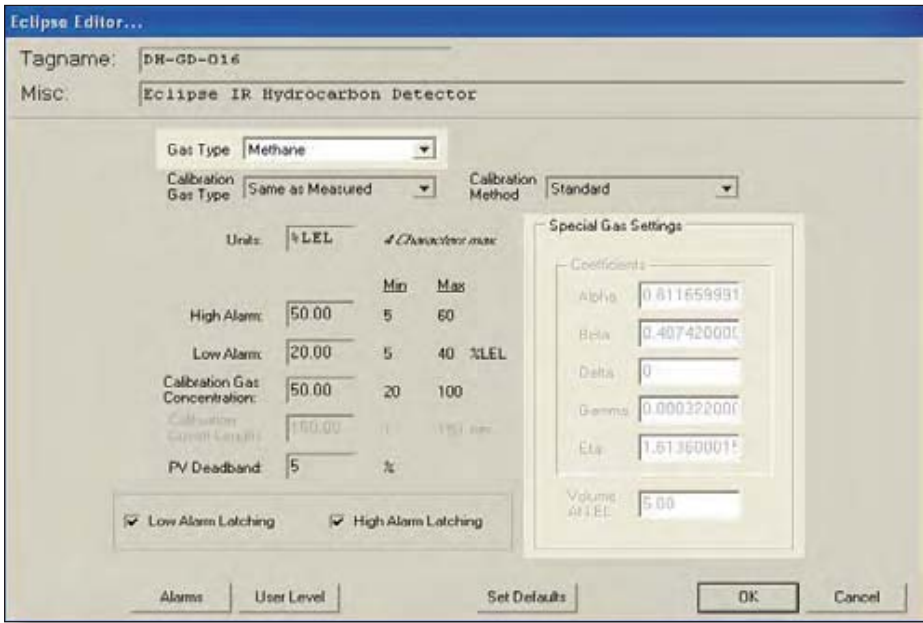 Eclipse Editor...
Tagname: DH-GD-016
Misc: Eclipse IR Hydrocarbon Detector
Gas Type Methane
Calibration Gas Type Same as Measured
Calibration Method Standard
Units: %LEL 4 Characters max
Min Max
High Alarm: 50.00 5 60
Low Alarm: 20.00 5 40 %LEL
Calibration Gas Concentration: 50.00 20 100
Calibration 150.00
PV Deadband: 5 %
Low Alarm Latching High Alarm Latching
Special Gas Settings
Coefficients
Alpha 0.811659991
Beta 0.407420000
Delta 0
Gamma 0.000322000
Eta 1.613600015
Volume At LEL 5.00
Alarms User Level Set Defaults OK Cancel